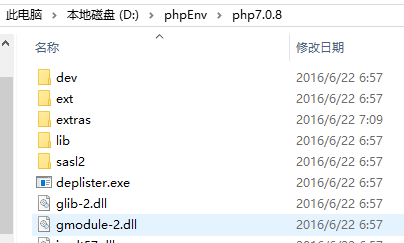 此电脑 > 本地磁盘 (D:) > phpEnv > php7.0.8
名称 修改日期
dev 2016/6/22 6:57
ext 2016/6/22 6:57
extras 2016/6/22 7:09
lib 2016/6/22 6:57
sasl2 2016/6/22 6:57
deplister.exe 2016/6/22 6:57
glib-2.dll 2016/6/22 6:57
gmodule-2.dll 2016/6/22 6:57